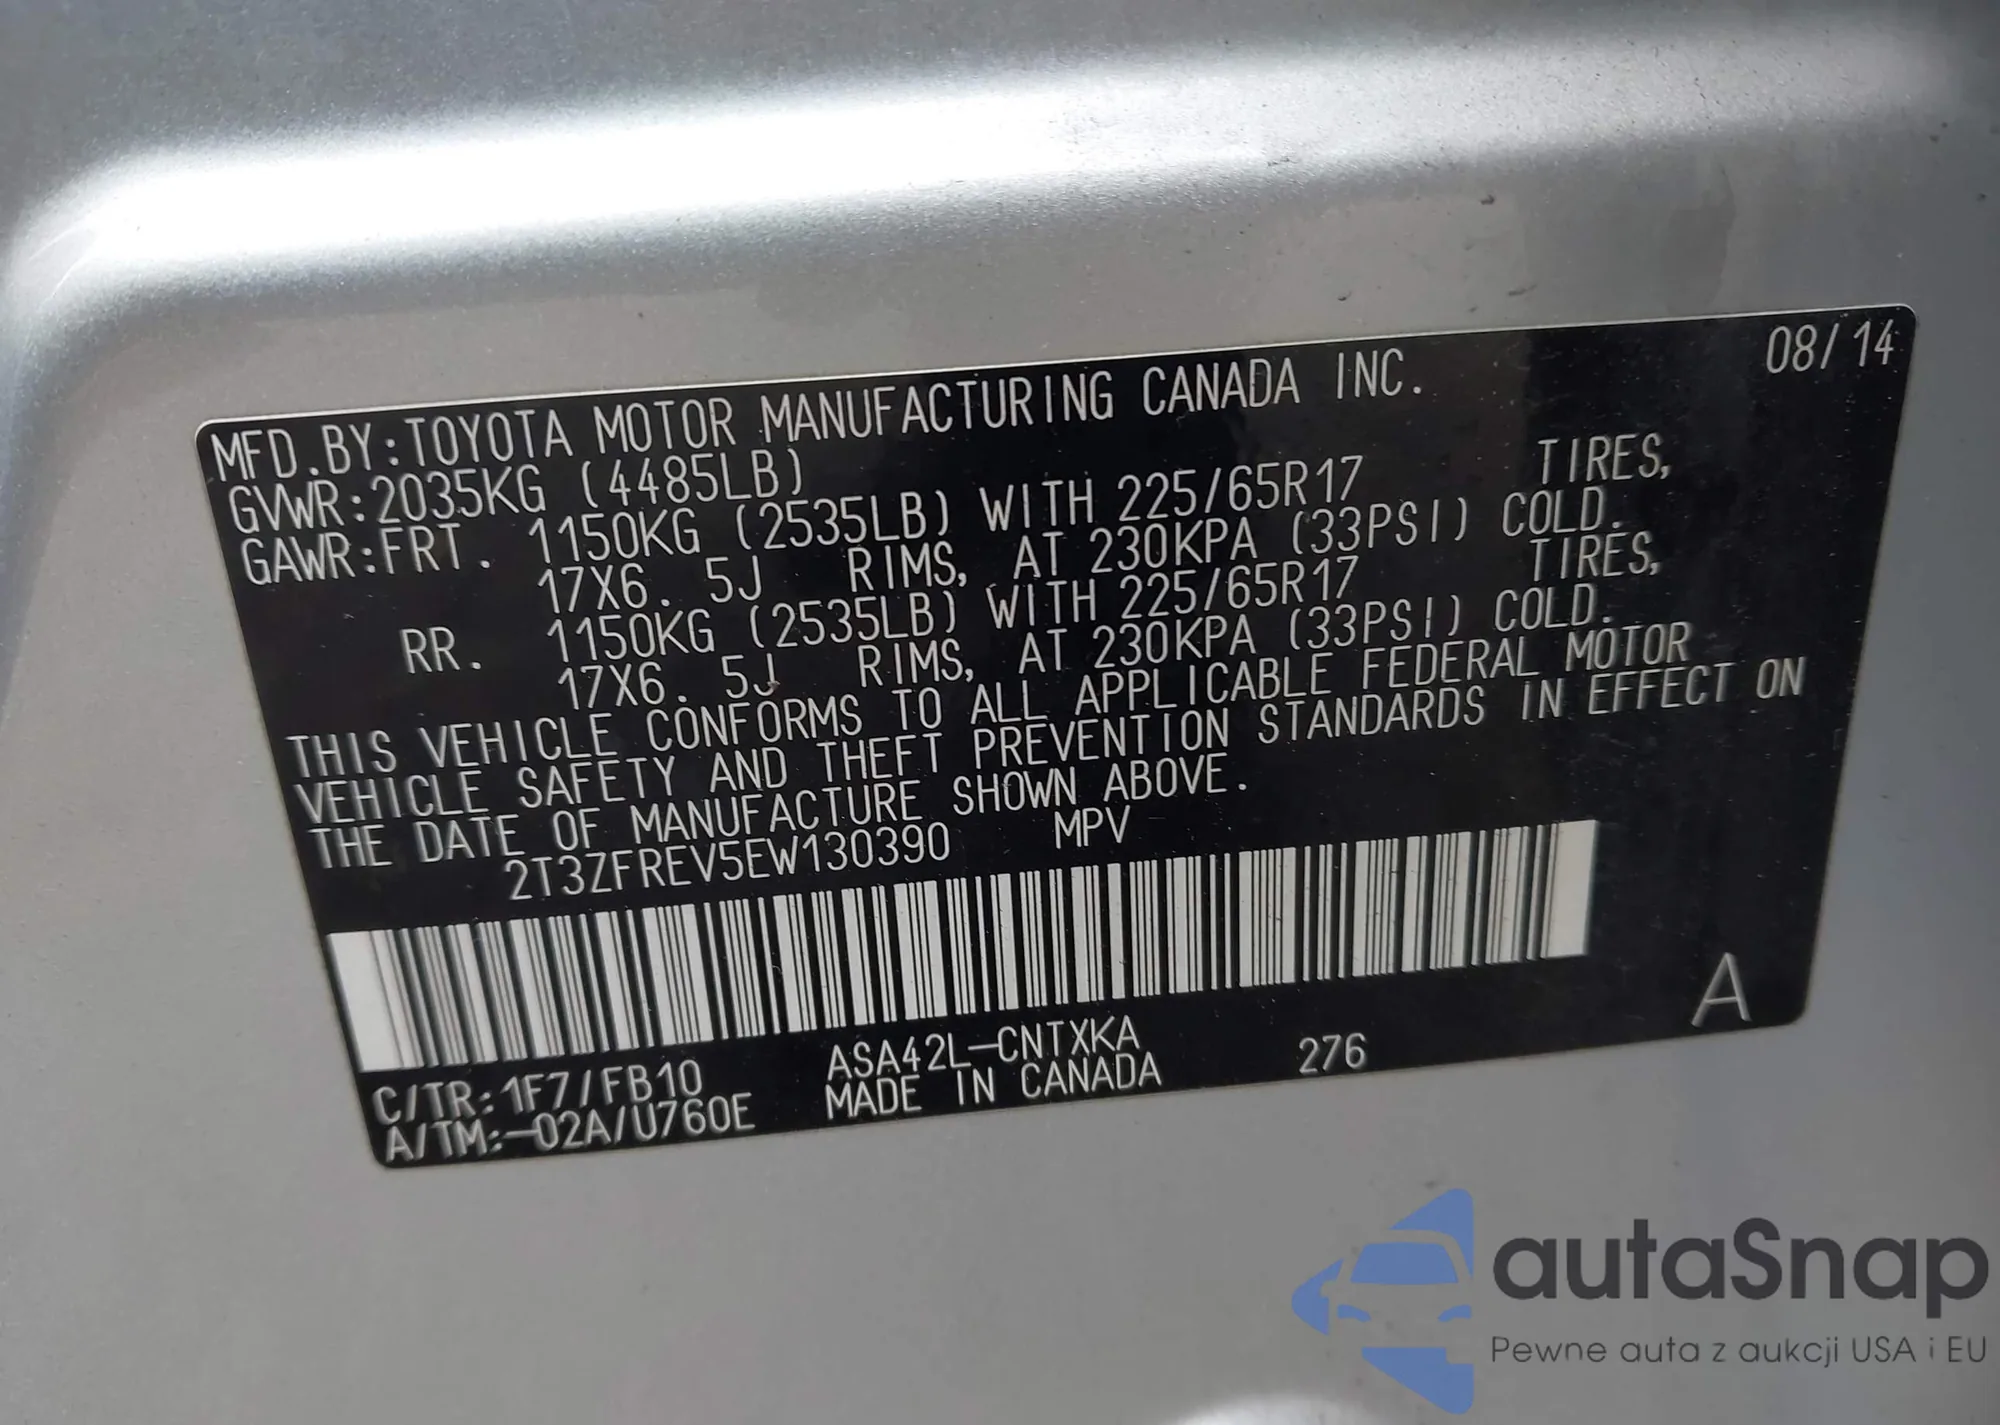 08/14
MFD.BY:TOYOTA MOTOR MANUFACTURING CANADA INC.
GVWR:2035KG (4485LB)
GAWR:FRT. 1150KG (2535LB) WITH 225/65R17 TIRES,
17X6.5J RIMS, AT 230KPA (33PSI) COLD.
RR. 1150KG (2535LB) WITH 225/65R17 TIRES,
17X6.5J RIMS, AT 230KPA (33PSI) COLD.
THIS VEHICLE CONFORMS TO ALL APPLICABLE FEDERAL MOTOR
VEHICLE SAFETY AND THEFT PREVENTION STANDARDS IN EFFECT ON
THE DATE OF MANUFACTURE SHOWN ABOVE.
2T3ZFREV5EW130390 MPV
A
C/TR:1F7/FB10 ASA42L-CNTXKA 276
A/TM:-02A/U760E MADE IN CANADA
autaSnap
Pewne auta z aukcji USA i EU